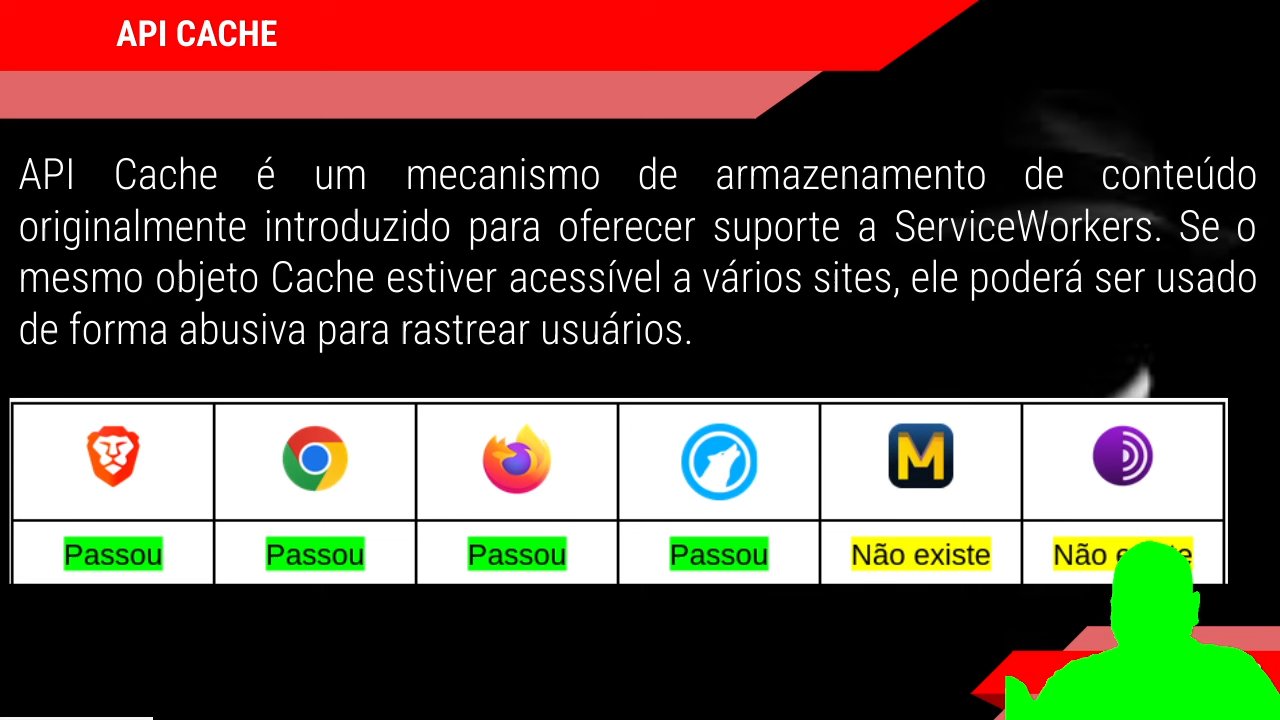 API CACHE
API Cache é um mecanismo de armazenamento de conteúdo
originalmente introduzido para oferecer suporte a ServiceWorkers. Se o
mesmo objeto Cache estiver acessível a vários sites, ele poderá ser usado
de forma abusiva para rastrear usuários.
Passou Passou Passou Passou Não existe Não